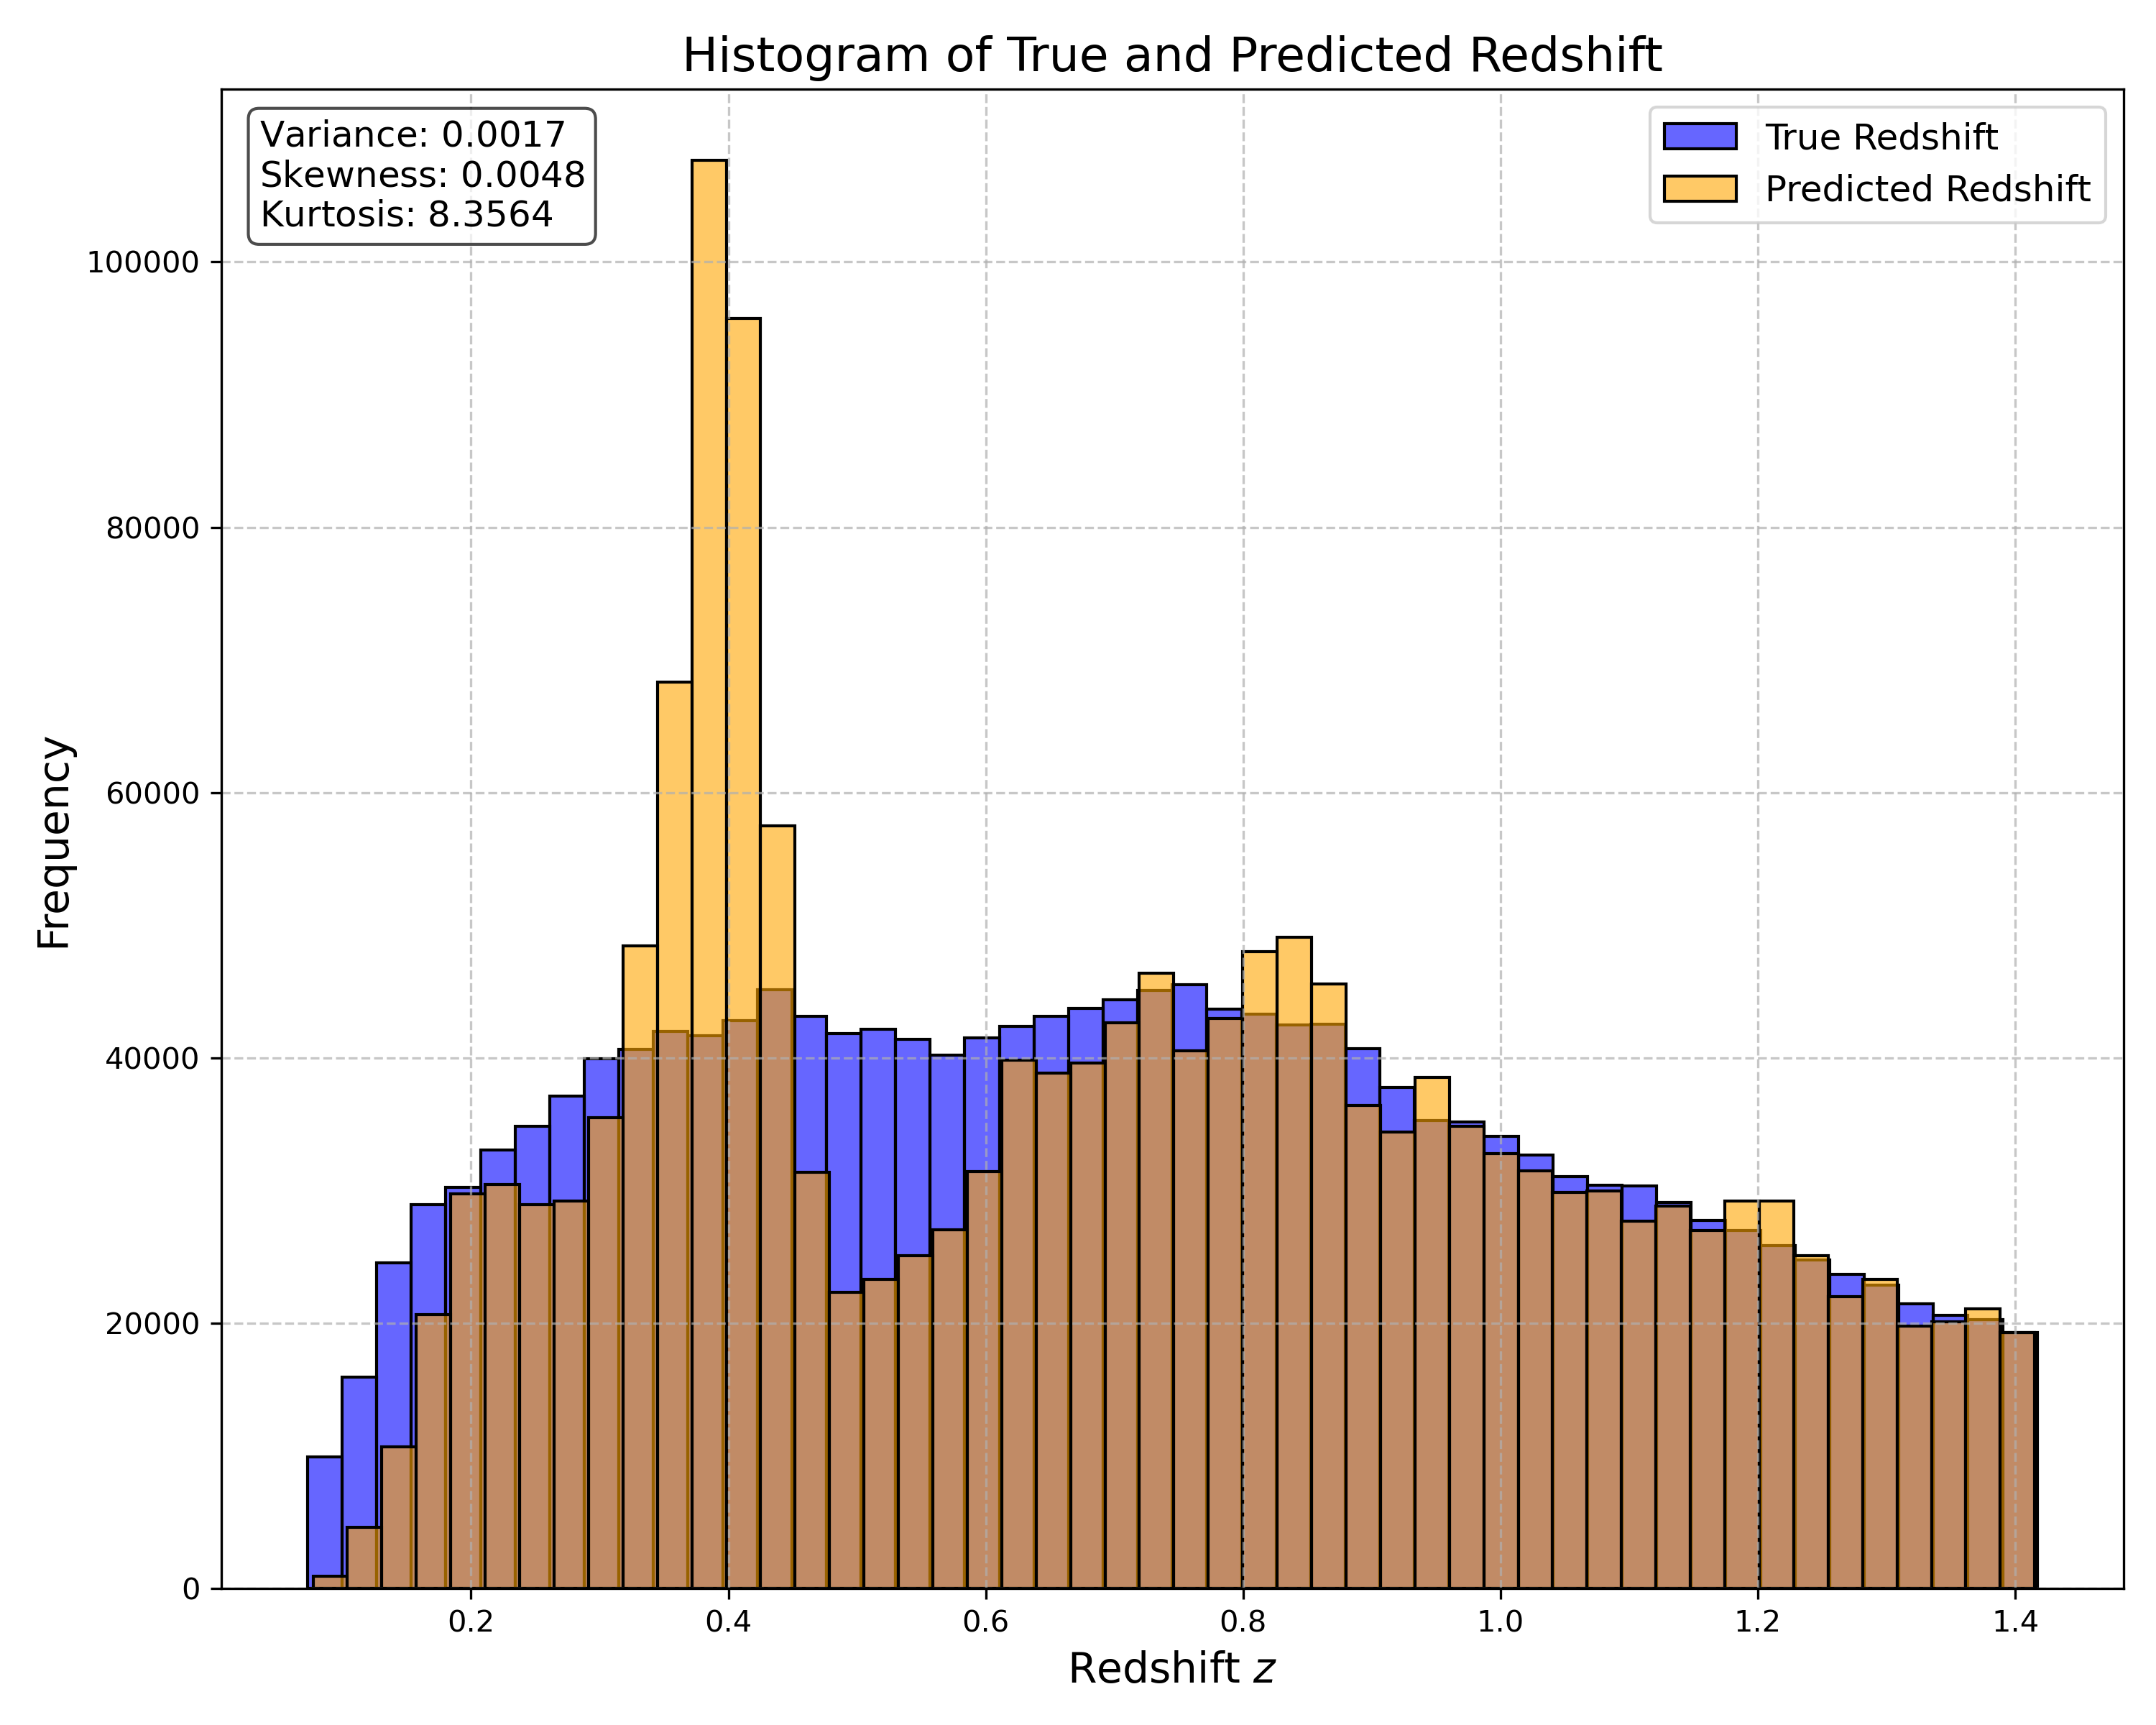 Histogram of True and Predicted Redshift
Variance: 0.0017
Skewness: 0.0048
Kurtosis: 8.3564
True Redshift
Predicted Redshift
100000
80000
60000
40000
20000
0
Frequency
0.2 0.4 0.6 0.8 1.0 1.2 1.4
Redshift z